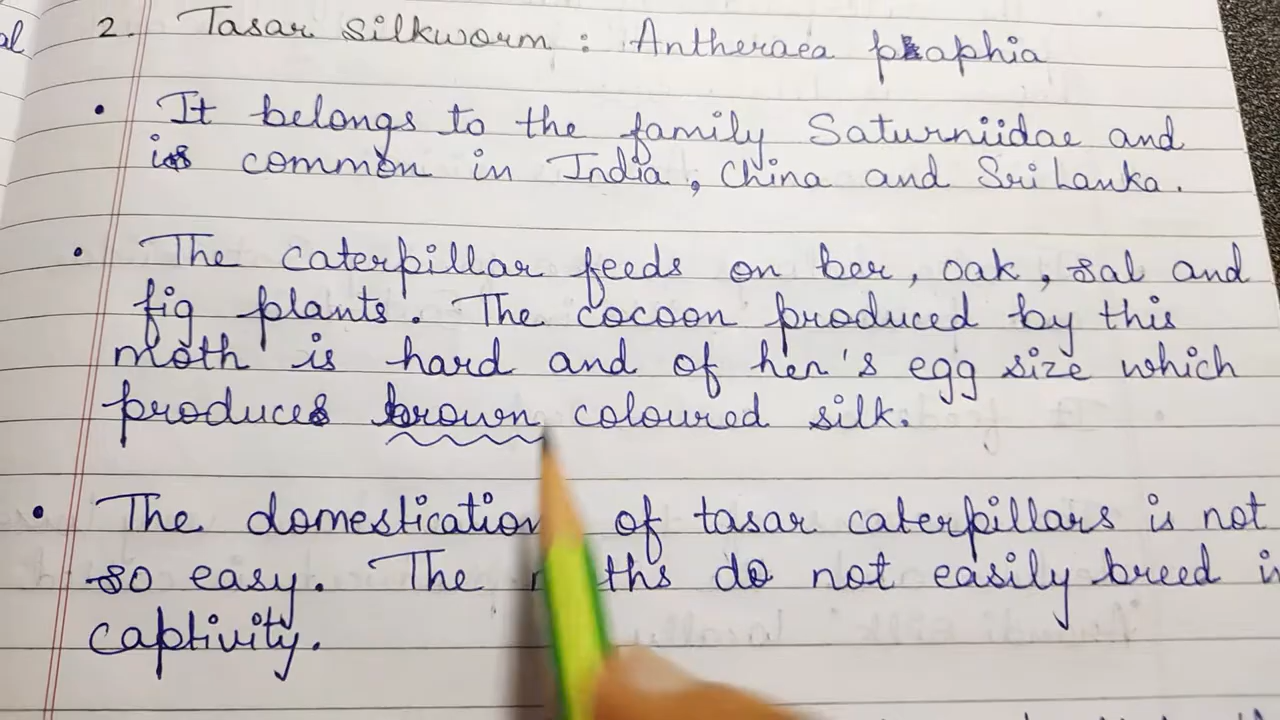 2. Tasar Silkworm : Antheraea paphia
• It belongs to the family Saturniidae and
is common in India, China and Sri Lanka.
• The caterpillar feeds on ber, oak, sal and
fig plants. The cocoon produced by this
moth is hard and of hen's egg size which
produces brown coloured silk.
• The domestication of tasar caterpillars is not
so easy. The ths do not easily breed i
captivity.